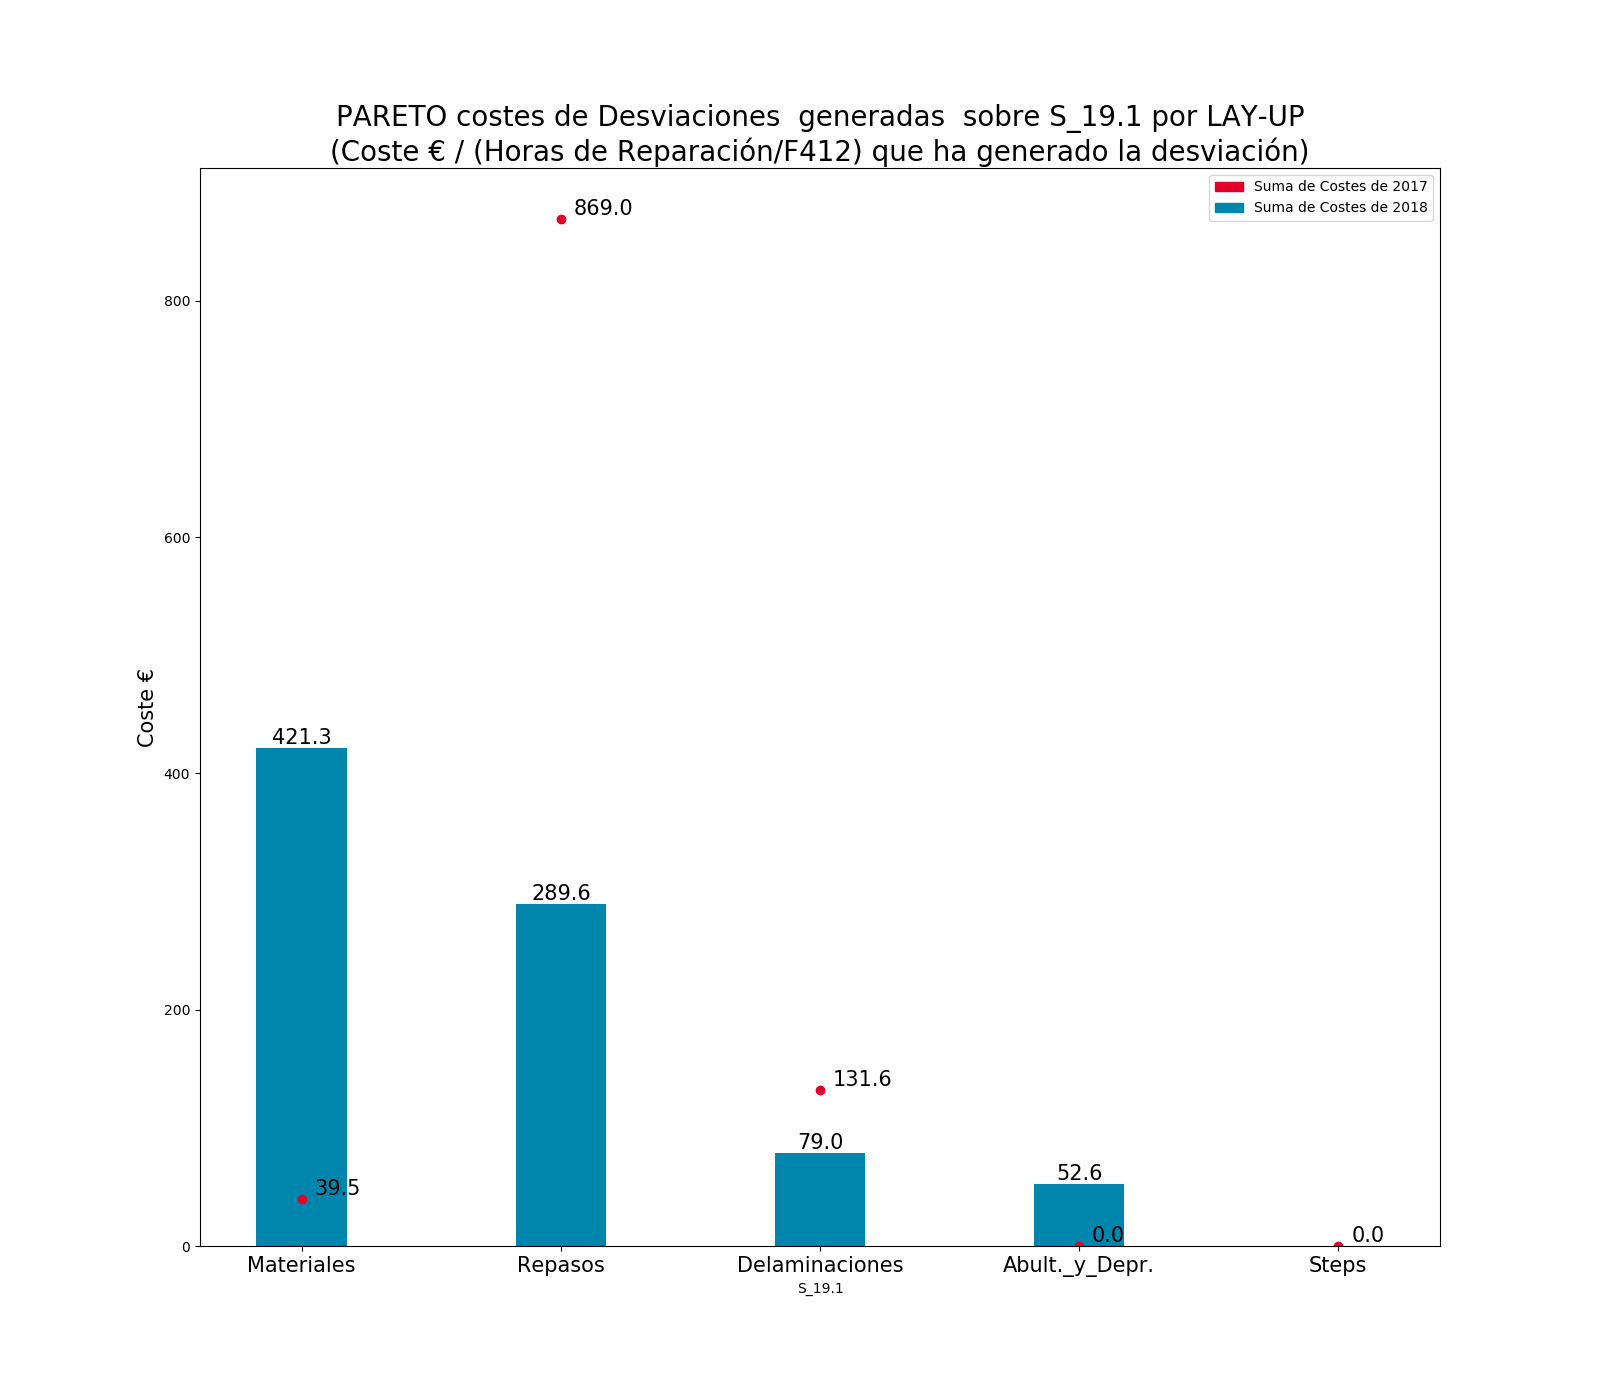 PARETO costes de Desviaciones  generadas  sobre S_19.1 por LAY-UP
(Coste € / (Horas de Reparación/F412) que ha generado la desviación)
Suma de Costes de 2017
Suma de Costes de 2018
869.0
800
600
Coste €
421.3
400
289.6
200
131.6
79.0
52.6
39.5
0.0
0.0
0
Materiales
Repasos
Delaminaciones
Abult._y_Depr.
Steps
S_19.1